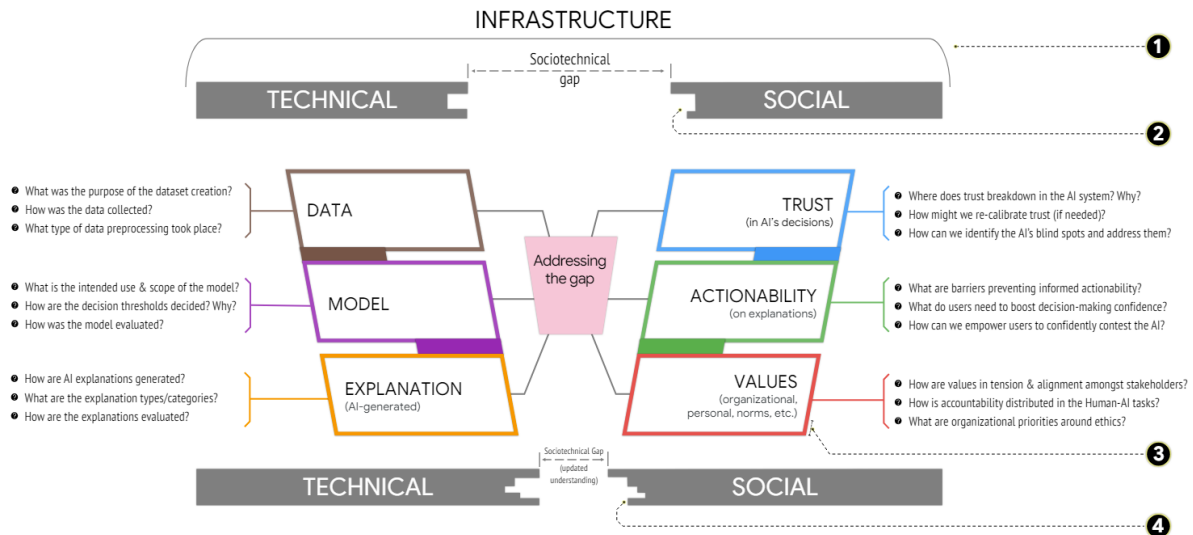 INFRASTRUCTURE
1
Sociotechnical
gap
TECHNICAL
SOCIAL
2
What was the purpose of the dataset creation?
How was the data collected?
What type of data preprocessing took place?
DATA
TRUST
(in AI's decisions)
Where does trust breakdown in the AI system? Why?
How might we re-calibrate trust (if needed)?
How can we identify the AI's blind spots and address them?
Addressing
the gap
What is the intended use & scope of the model?
How are the decision thresholds decided? Why?
How was the model evaluated?
MODEL
ACTIONABILITY
(on explanations)
What are barriers preventing informed actionability?
What do users need to boost decision-making confidence?
How can we empower users to confidently contest the AI?
How are AI explanations generated?
What are the explanation types/categories?
How are the explanations evaluated?
EXPLANATION
(AI-generated)
VALUES
(organizational,
personal, norms, etc.)
How are values in tension & alignment amongst stakeholders?
How is accountability distributed in the Human-AI tasks?
What are organizational priorities around ethics?
3
Sociotechnical Gap
(updated
understanding)
TECHNICAL
SOCIAL
4